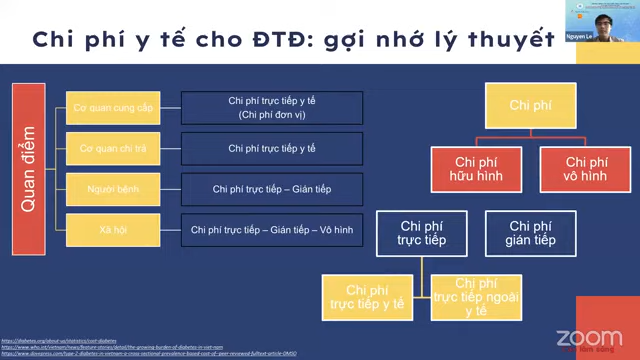 Chi phí y tế cho ĐTĐ: gợi nhớ lý thuyết
Nguyen Le
Quan điểm
Cơ quan cung cấp
Chi phí trực tiếp y tế
(Chi phí đơn vị)
Cơ quan chi trả
Chi phí trực tiếp y tế
Người bệnh
Chi phí trực tiếp – Gián tiếp
Xã hội
Chi phí trực tiếp – Gián tiếp – Vô hình
Chi phí
Chi phí
hữu hình
Chi phí
vô hình
Chi phí
trực tiếp
Chi phí
gián tiếp
Chi phí
trực tiếp y tế
Chi phí
trực tiếp ngoài
y tế
https://diabetes.org/about-us/statistics/cost-diabetes
https://www.who.int/vietnam/news/feature-stories/detail/the-growing-burden-of-diabetes-in-viet-nam
https://www.dovepress.com/type-2-diabetes-in-vietnam-a-cross-sectional-prevalence-based-cost-of--peer-reviewed-fulltext-article-DMSO
ZOOM